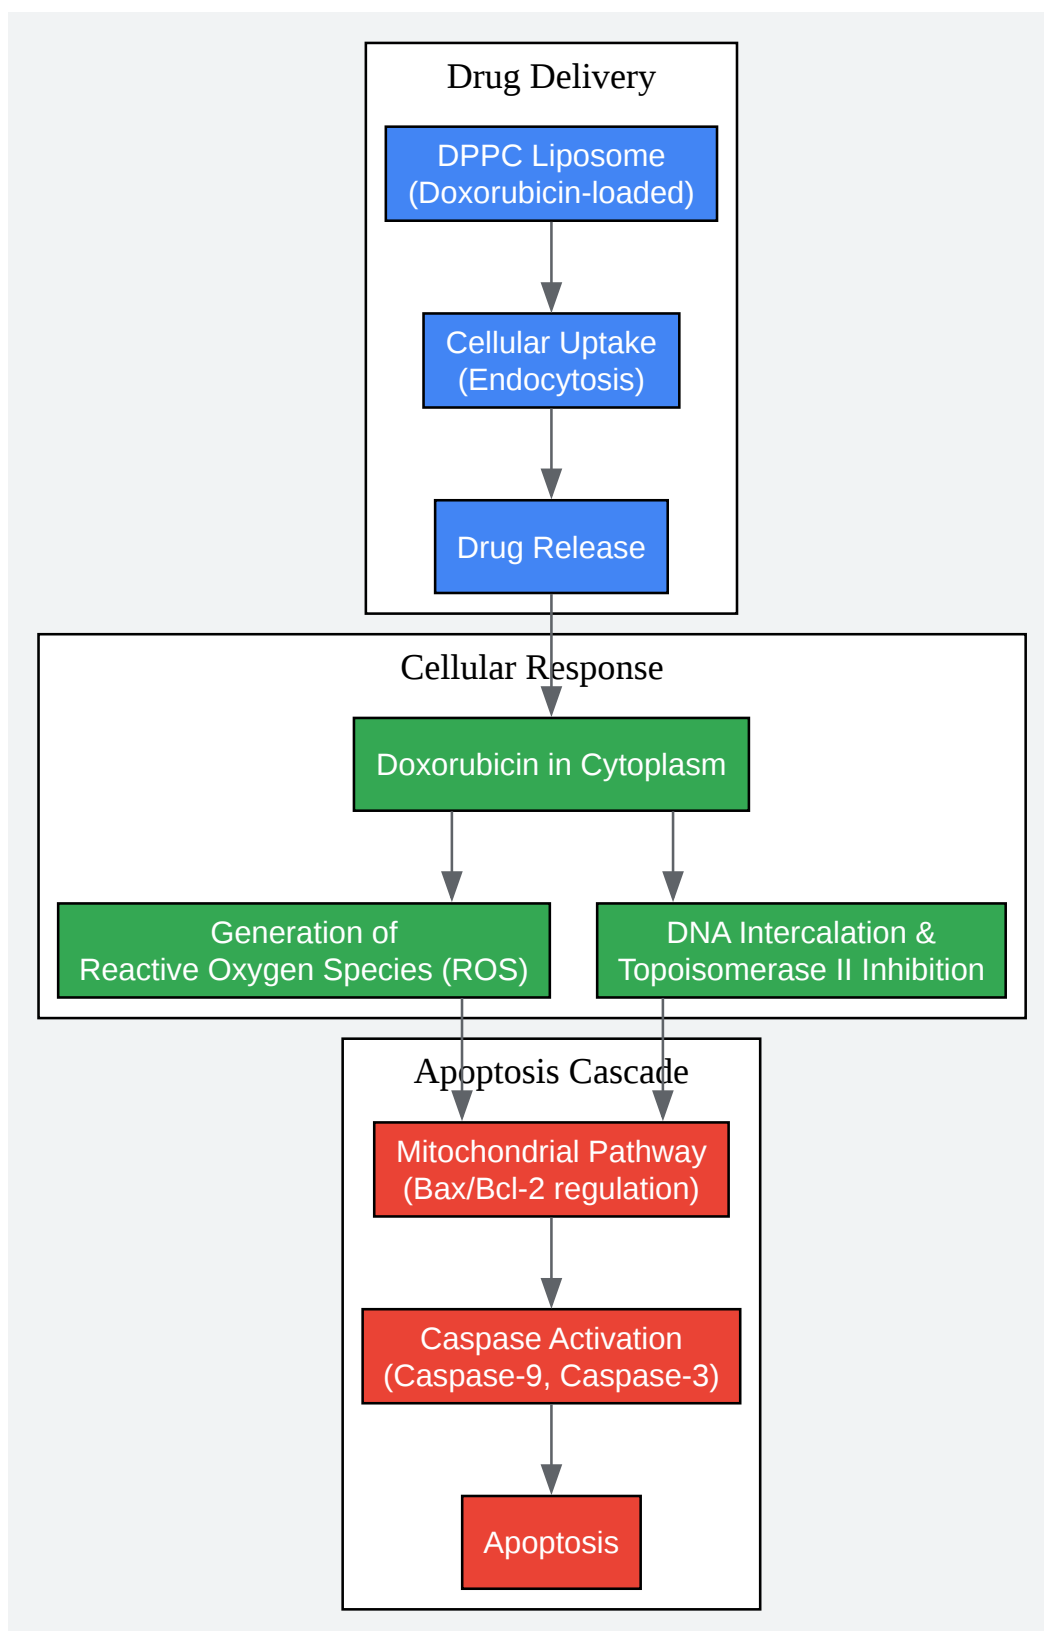 Drug Delivery
DPPC Liposome
(Doxorubicin-loaded)
Cellular Uptake
(Endocytosis)
Drug Release
Cellular Response
Doxorubicin in Cytoplasm
Generation of
Reactive Oxygen Species (ROS)
DNA Intercalation &
Topoisomerase II Inhibition
Apoptosis Cascade
Mitochondrial Pathway
(Bax/Bcl-2 regulation)
Caspase Activation
(Caspase-9, Caspase-3)
Apoptosis